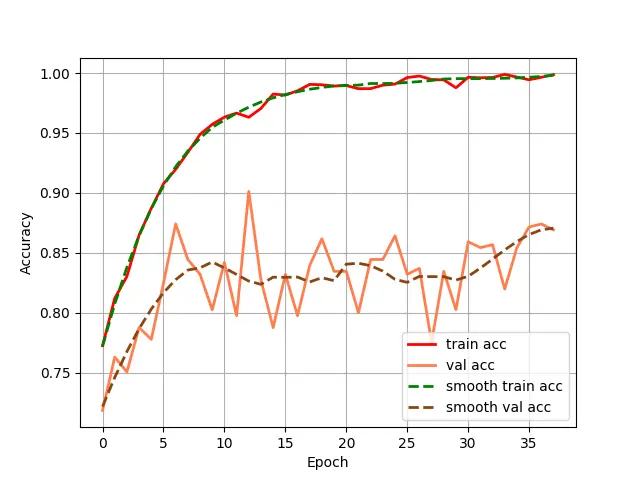 1.00
0.95
0.90
0.85
0.80
0.75
Accuracy
train acc
val acc
smooth train acc
smooth val acc
0 5 10 15 20 25 30 35
Epoch